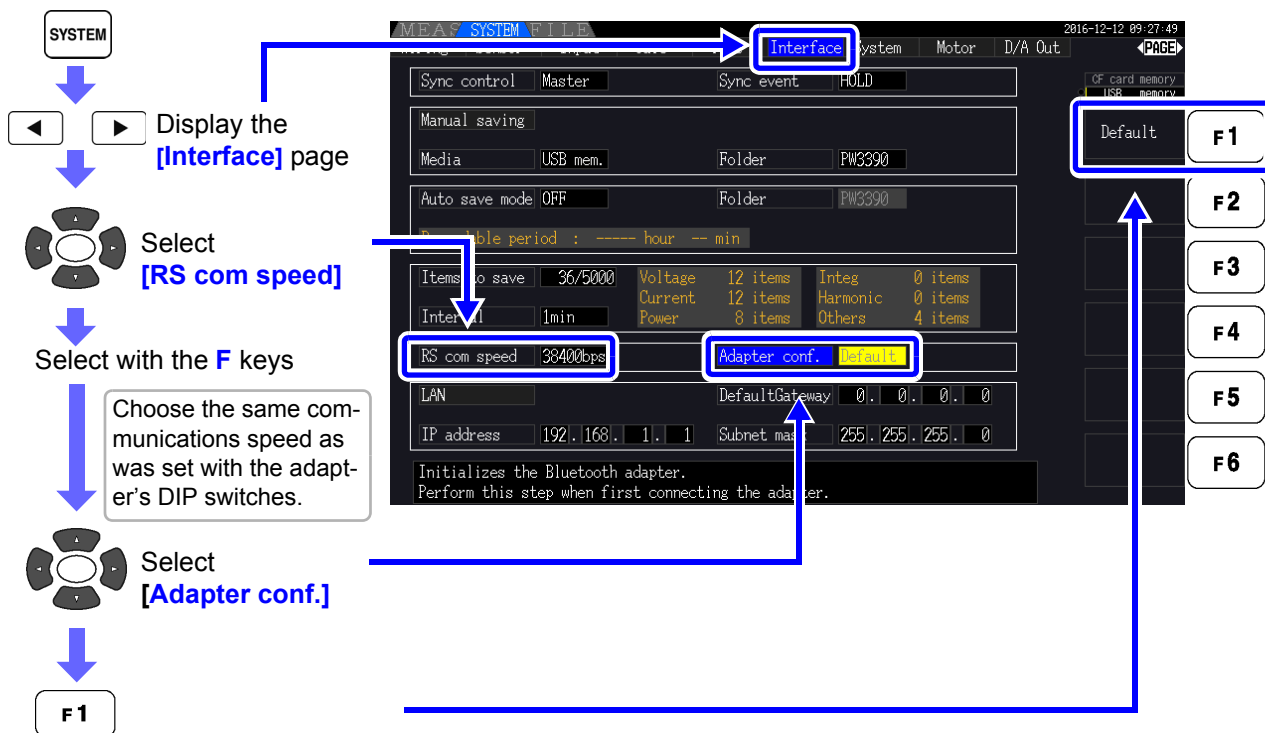 SYSTEM
Display the
[Interface] page
Select
[RS com speed]
Select with the F keys
Choose the same com-
munications speed as
was set with the adapt-
er's DIP switches.
Select
[Adapter conf.]
F1
MEAS SYSTEM FILE 2016-12-12 09:27:49
Interface System Motor D/A Out PAGE
Sync control Master Sync event HOLD
CF card memory
USB memory
Manual saving
Default F1
Media USB mem. Folder PW3390
Auto save mode OFF Folder PW3390
F2
period : ----- hour -- min
F3
Items to save 36/5000 Voltage 12 items Integ 0 items
Current 12 items Harmonic 0 items
Interval 1min Power 8 items Others 4 items
F4
RS com speed 38400bps Adapter conf. Default
LAN DefaultGateway 0. 0. 0. 0
F5
IP address 192.168. 1. 1 Subnet mask 255.255.255. 0
F6
Initializes the Bluetooth adapter.
Perform this step when first connecting the adapter.